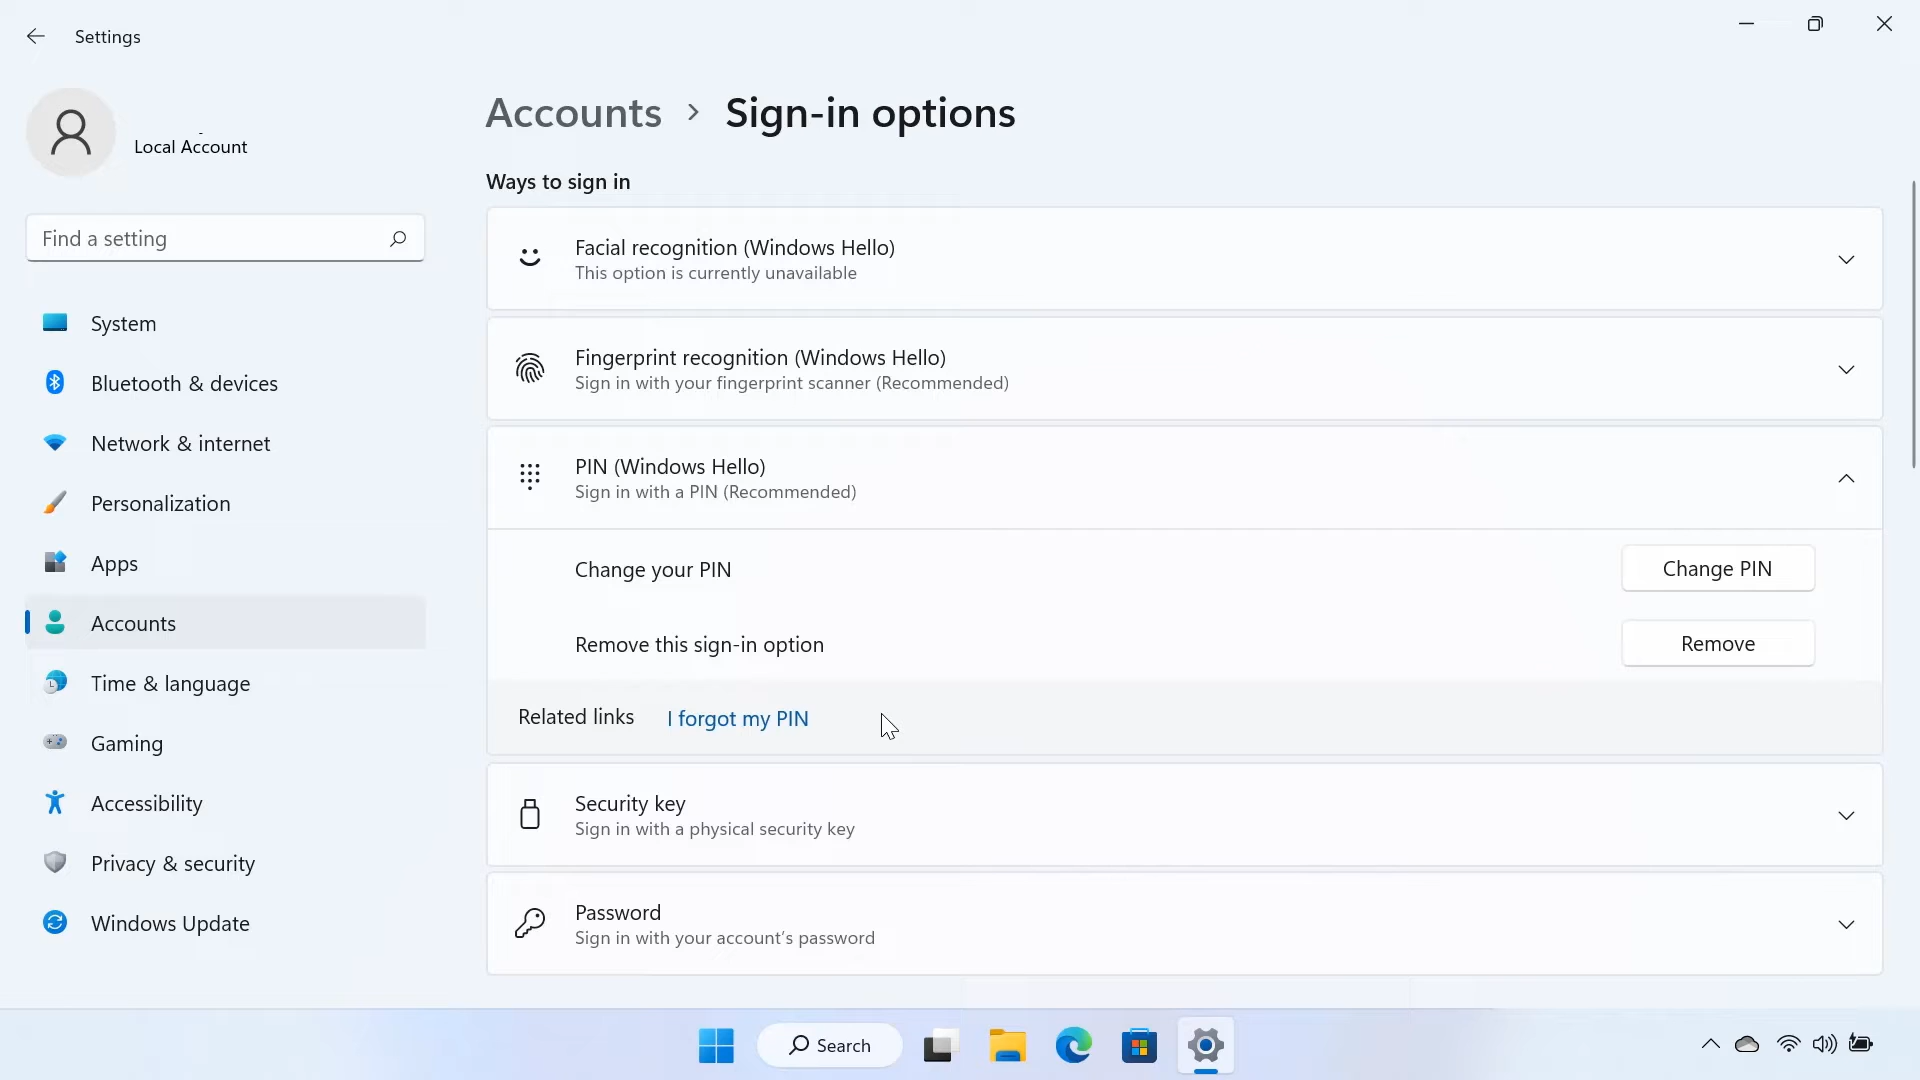 Settings
Local Account
Find a setting
System
Bluetooth & devices
Network & internet
Personalization
Apps
Accounts
Time & language
Gaming
Accessibility
Privacy & security
Windows Update
Accounts > Sign-in options
Ways to sign in
Facial recognition (Windows Hello)
This option is currently unavailable
Fingerprint recognition (Windows Hello)
Sign in with your fingerprint scanner (Recommended)
PIN (Windows Hello)
Sign in with a PIN (Recommended)
Change your PIN
Change PIN
Remove this sign-in option
Remove
Related links I forgot my PIN
Security key
Sign in with a physical security key
Password
Sign in with your account's password
Search